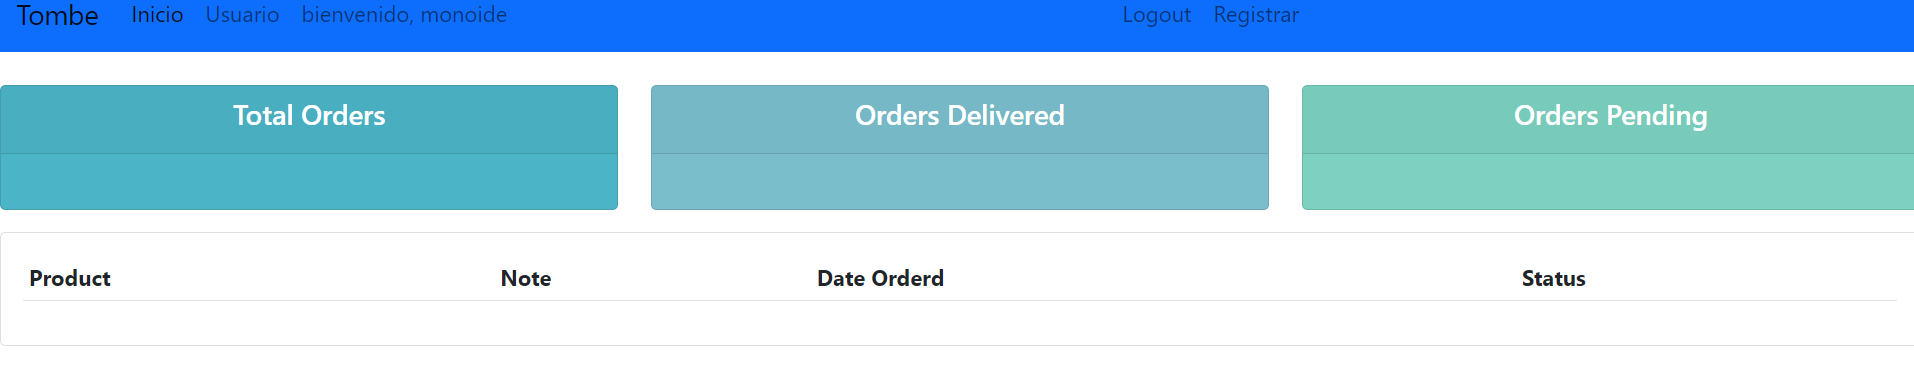 Tombe Inicio Usuario bienvenido, monoide Logout Registrar
Total Orders Orders Delivered Orders Pending
Product Note Date Orderd Status